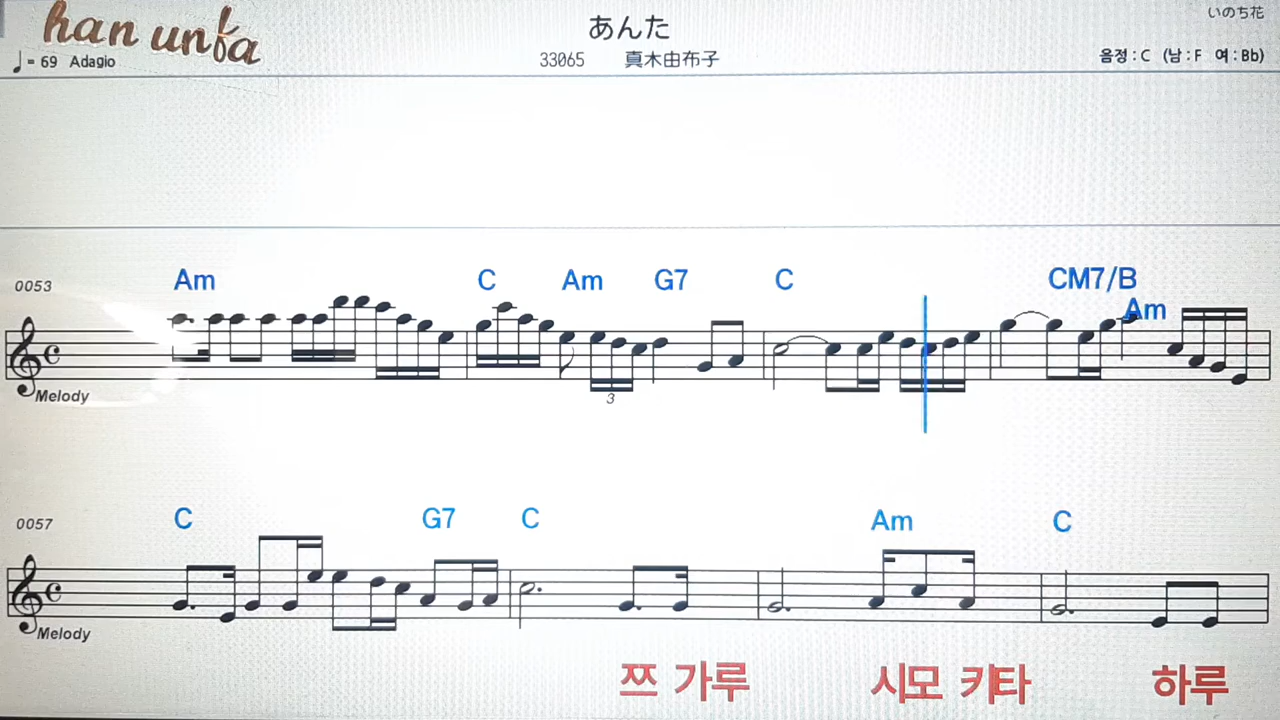 han unfa
あんた
いのち花
♩= 69 Adagio
33065 真木由布子
음정 : C (남 : F 여 : Bb)
Am C Am G7 C CM7/B
Am
0053
3
Melody
C G7 C Am C
0057
Melody
쯔 가루 시모 키타 하루